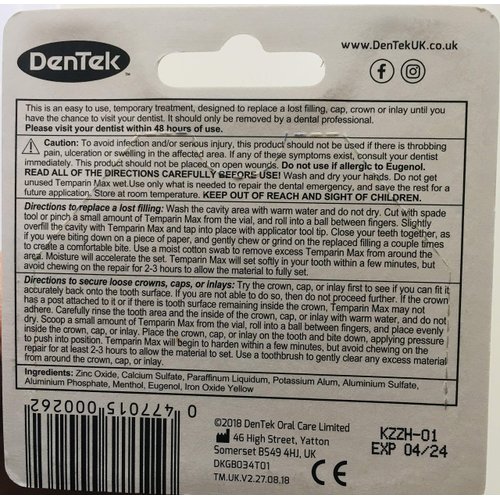 DenTek™
www.DenTekUK.co.uk
This is an easy to use, temporary treatment, designed to replace a lost filling, cap, crown or inlay until you
have the chance to visit your dentist. It should only be removed by a dental professional.
Please visit your dentist within 48 hours of use.
Caution: To avoid infection and/or serious injury, this product should not be used if there is throbbing
pain, ulceration or swelling in the affected area. If any of these symptoms exist, consult your dentist
immediately. This product should not be placed on open wounds. Do not use if allergic to Eugenol.
READ ALL OF THE DIRECTIONS CAREFULLY BEFORE USE! Wash and dry your hands. Do not get
unused Temparin Max wet.Use only what is needed to repair the dental emergency, and save the rest for a
future application. Store at room temperature. KEEP OUT OF REACH AND SIGHT OF CHILDREN.
Directions to replace a lost filling: Wash the cavity area with warm water and do not dry. Cut with spade
tool or pinch a small amount of Temparin Max from the vial, and roll into a ball between fingers. Slightly
overfill the cavity with Temparin Max and tap into place with applicator tool tip. Close your teeth together, as
if you were biting down on a piece of paper, and gently chew or grind on the replaced filling a couple times
to create a comfortable bite. Use a moist cotton swab to remove excess Temparin Max from around the
area. Moisture will accelerate the set. Temparin Max will set softly in your tooth within a few minutes, but
avoid chewing on the repair for 2-3 hours to allow the material to fully set.
Directions to secure loose crowns, caps, or inlays: Try the crown, cap, or inlay first to see if you can fit it
accurately back onto the tooth surface. If you are not able to do so, then do not proceed further. If the crown
has a post attached to it or if there is tooth surface remaining inside the crown, Temparin Max may not
adhere. Carefully rinse the tooth area and the inside of the crown, cap, or inlay with warm water, and do not
dry. Scoop a small amount of Temparin Max from the vial, roll into a ball between fingers, and place evenly
inside the crown, cap, or inlay. Place the crown, cap, or inlay on the tooth and bite down, applying pressure
to push into position. Temparin Max will begin to harden within a few minutes, but avoid chewing on the
repair for at least 2-3 hours to allow the material to set. Use a toothbrush to gently clear any excess material
from around the crown, cap, or inlay.
Ingredients: Zinc Oxide, Calcium Sulfate, Paraffinum Liquidum, Potassium Alum, Aluminium Sulfate,
Aluminium Phosphate, Menthol, Eugenol, Iron Oxide Yellow
0 477015 000262
©2018 DenTek Oral Care Limited
46 High Street, Yatton
Somerset BS49 4HJ, UK
DKGB034T01
TM.UK.V2.27.08.18
CE
KZZH-01
EXP 04/24